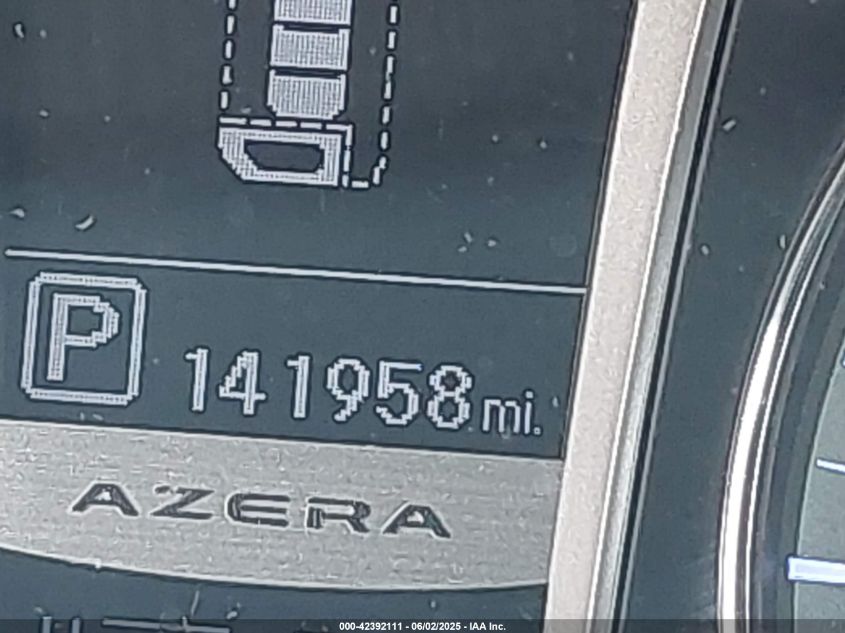 P 141958 mi.
AZERA
000-42392111 - 06/02/2025 - IAA Inc.